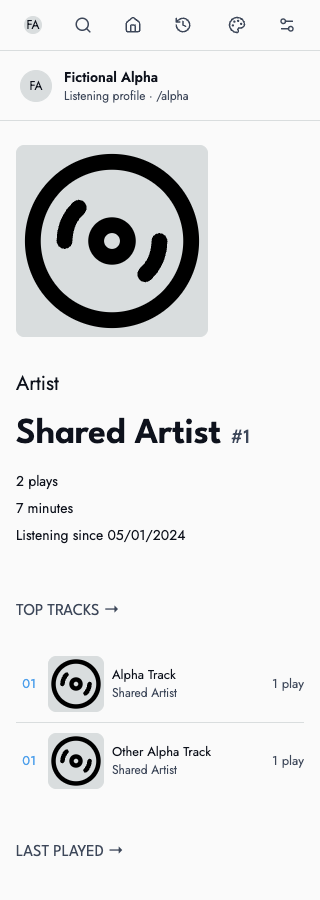 FA
FA
Fictional Alpha
Listening profile · /alpha
Artist
Shared Artist #1
2 plays
7 minutes
Listening since 05/01/2024
TOP TRACKS →
01 Alpha Track 1 play
Shared Artist
01 Other Alpha Track 1 play
Shared Artist
LAST PLAYED →